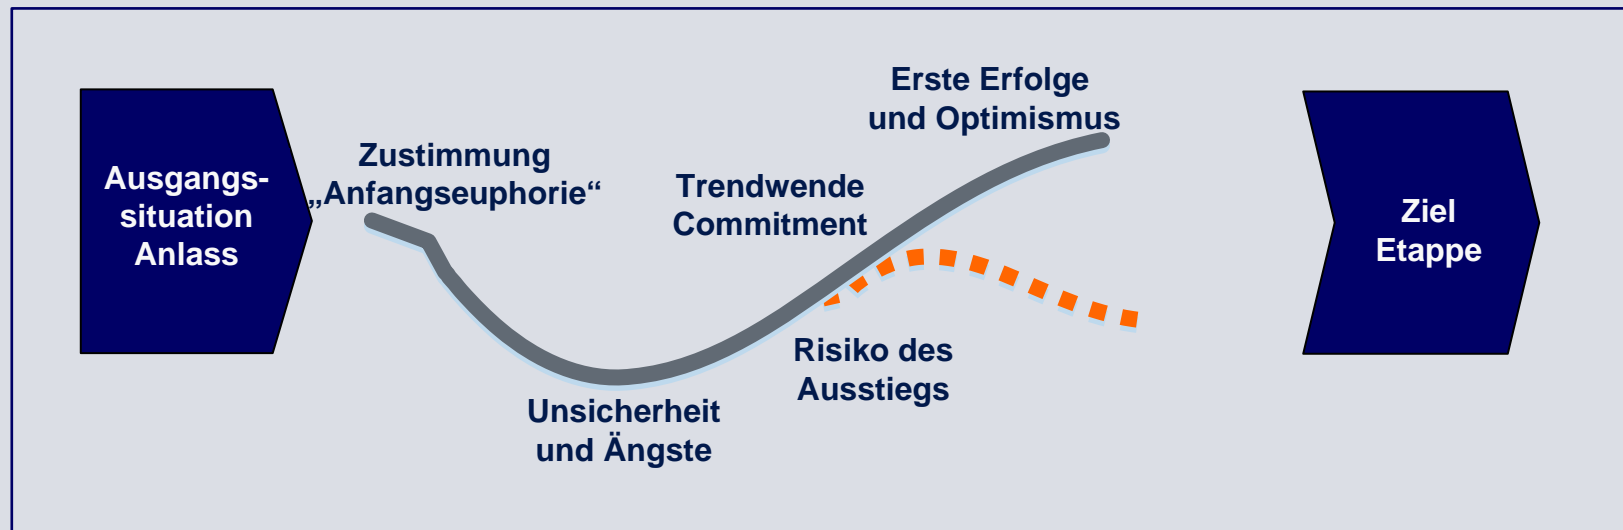 Ausgangs-
situation
Anlass
Zustimmung
„Anfangseuphorie“
Unsicherheit
und Ängste
Trendwende
Commitment
Risiko des
Ausstiegs
Erste Erfolge
und Optimismus
Ziel
Etappe